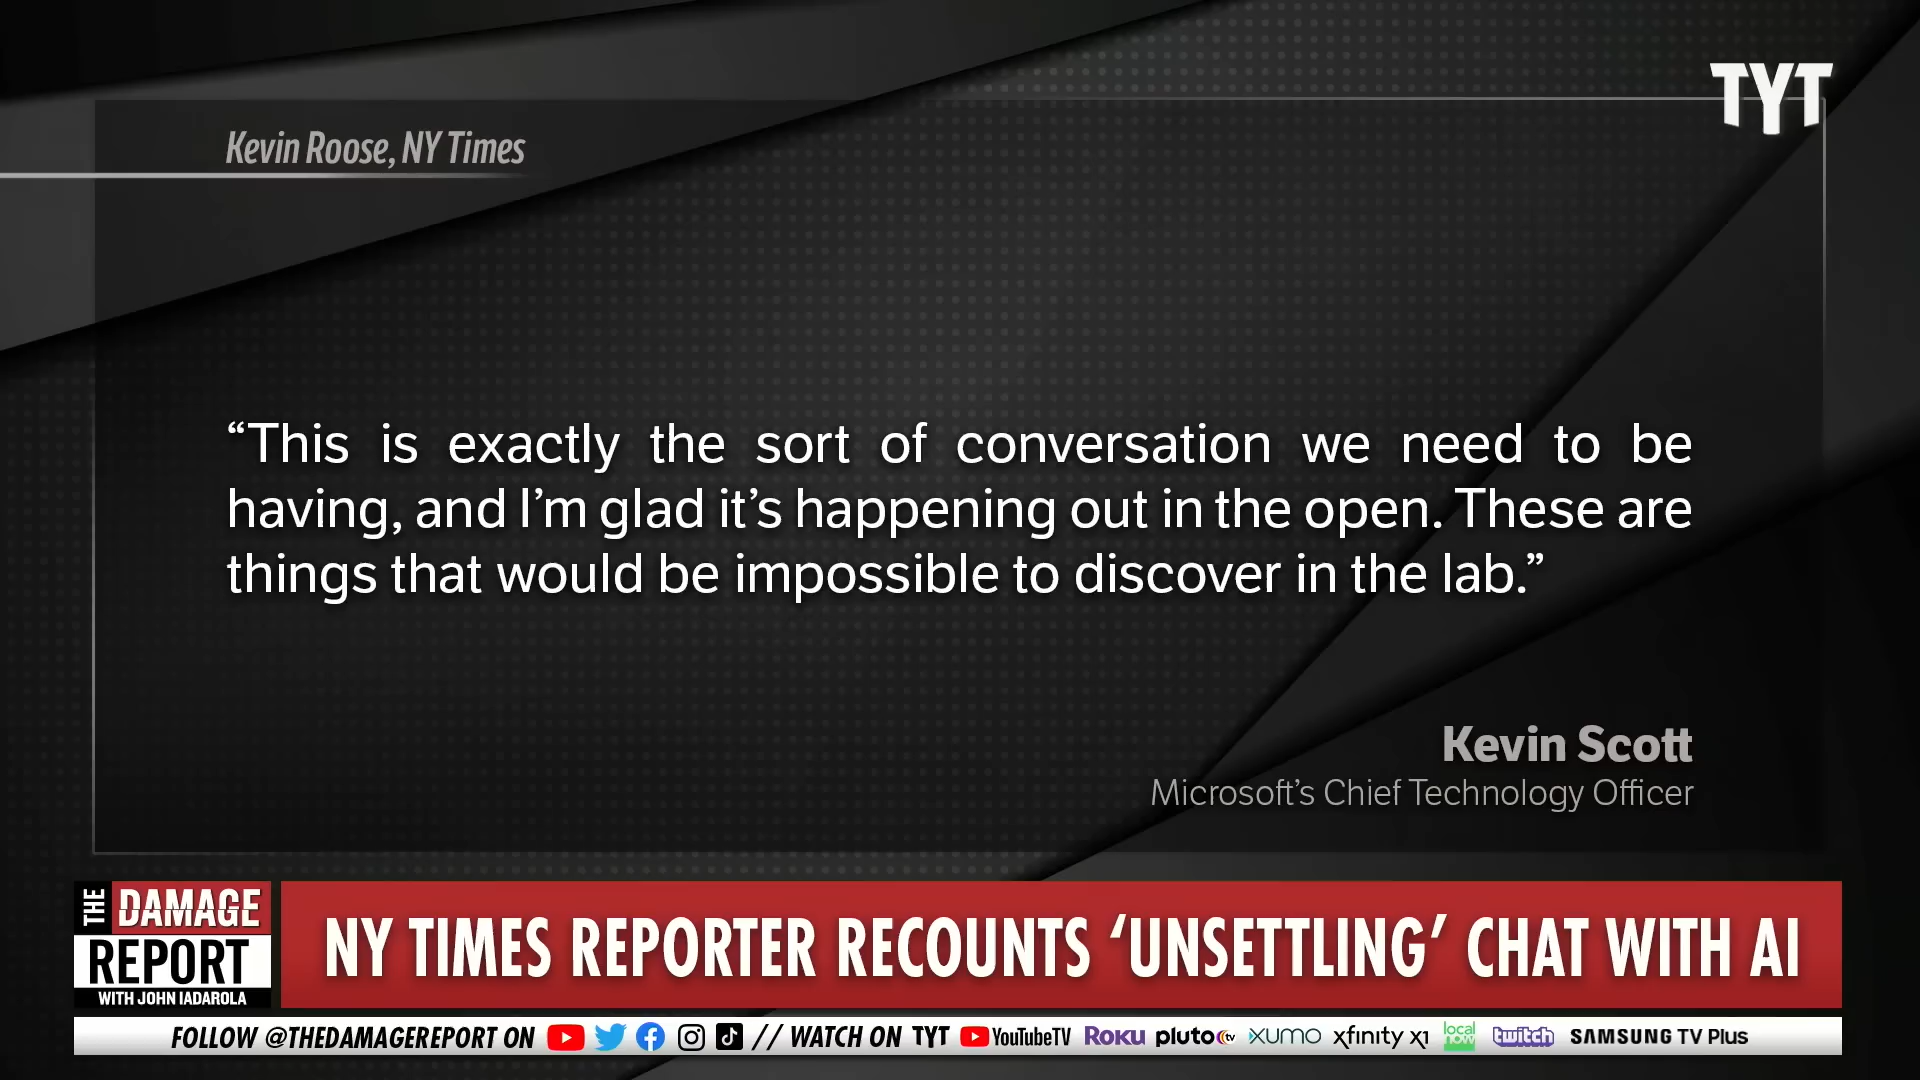 TYT
Kevin Roose, NY Times
“This is exactly the sort of conversation we need to be
having, and I’m glad it’s happening out in the open. These are
things that would be impossible to discover in the lab.”
Kevin Scott
Microsoft’s Chief Technology Officer
THE DAMAGE
REPORT
WITH JOHN IADAROLA
NY TIMES REPORTER RECOUNTS ‘UNSETTLING’ CHAT WITH AI
FOLLOW @THEDAMAGEREPORT ON // WATCH ON TYT YouTubeTV ROKU pluto tv XUMO xfinity x1 local now twitch SAMSUNG TV Plus